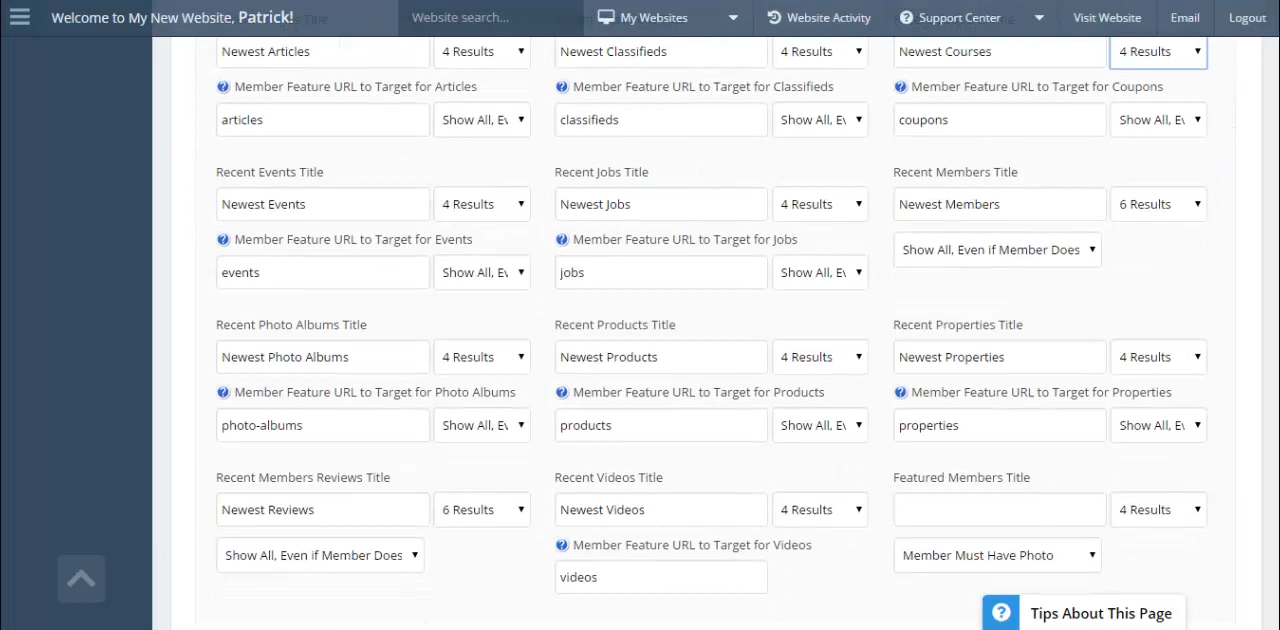 Welcome to My New Website, Patrick! Website search... My Websites Website Activity Support Center Visit Website Email Logout
Newest Articles 4 Results Newest Classifieds 4 Results Newest Courses 4 Results
Member Feature URL to Target for Articles Member Feature URL to Target for Classifieds Member Feature URL to Target for Coupons
articles Show All, Ev classifieds Show All, Ev coupons Show All, Ev
Recent Events Title Recent Jobs Title Recent Members Title
Newest Events 4 Results Newest Jobs 4 Results Newest Members 6 Results
Member Feature URL to Target for Events Member Feature URL to Target for Jobs Show All, Even if Member Does
events Show All, Ev jobs Show All, Ev
Recent Photo Albums Title Recent Products Title Recent Properties Title
Newest Photo Albums 4 Results Newest Products 4 Results Newest Properties 4 Results
Member Feature URL to Target for Photo Albums Member Feature URL to Target for Products Member Feature URL to Target for Properties
photo-albums Show All, Ev products Show All, Ev properties Show All, Ev
Recent Members Reviews Title Recent Videos Title Featured Members Title
Newest Reviews 6 Results Newest Videos 4 Results 4 Results
Show All, Even if Member Does Member Feature URL to Target for Videos Member Must Have Photo
videos
Tips About This Page